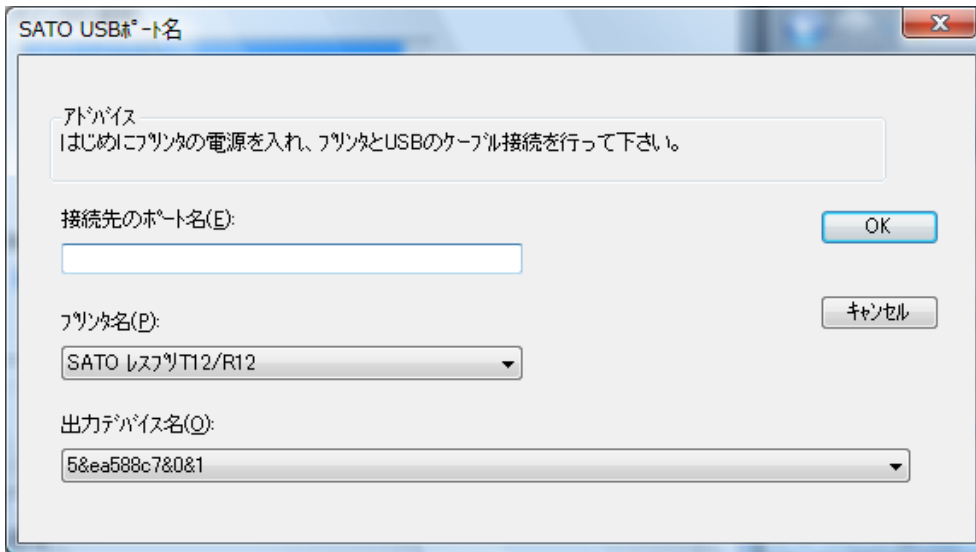 SATO USBﾎﾟｰﾄ名
ｱﾄﾞﾊﾞｲｽ
はじめにﾌﾟﾘﾝﾀの電源を入れ、ﾌﾟﾘﾝﾀとUSBのｹｰﾌﾞﾙ接続を行って下さい。
接続先のﾎﾟｰﾄ名(E):
OK
ﾌﾟﾘﾝﾀ名(P):
ｷｬﾝｾﾙ
SATO ﾚｽﾌﾟﾘT12/R12
出力ﾃﾞﾊﾞｲｽ名(O):
5&ea588c7&0&1